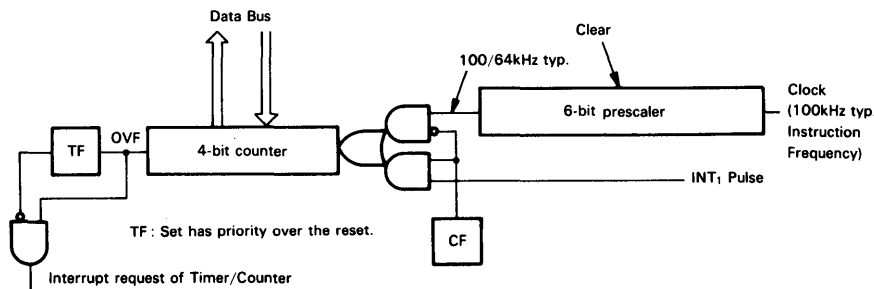 Data Bus
Clear
100/64kHz typ.
Clock
(100kHz typ.
Instruction
Frequency)
6-bit prescaler
OVF
TF
4-bit counter
INT₁ Pulse
TF : Set has priority over the reset.
CF
Interrupt request of Timer/Counter